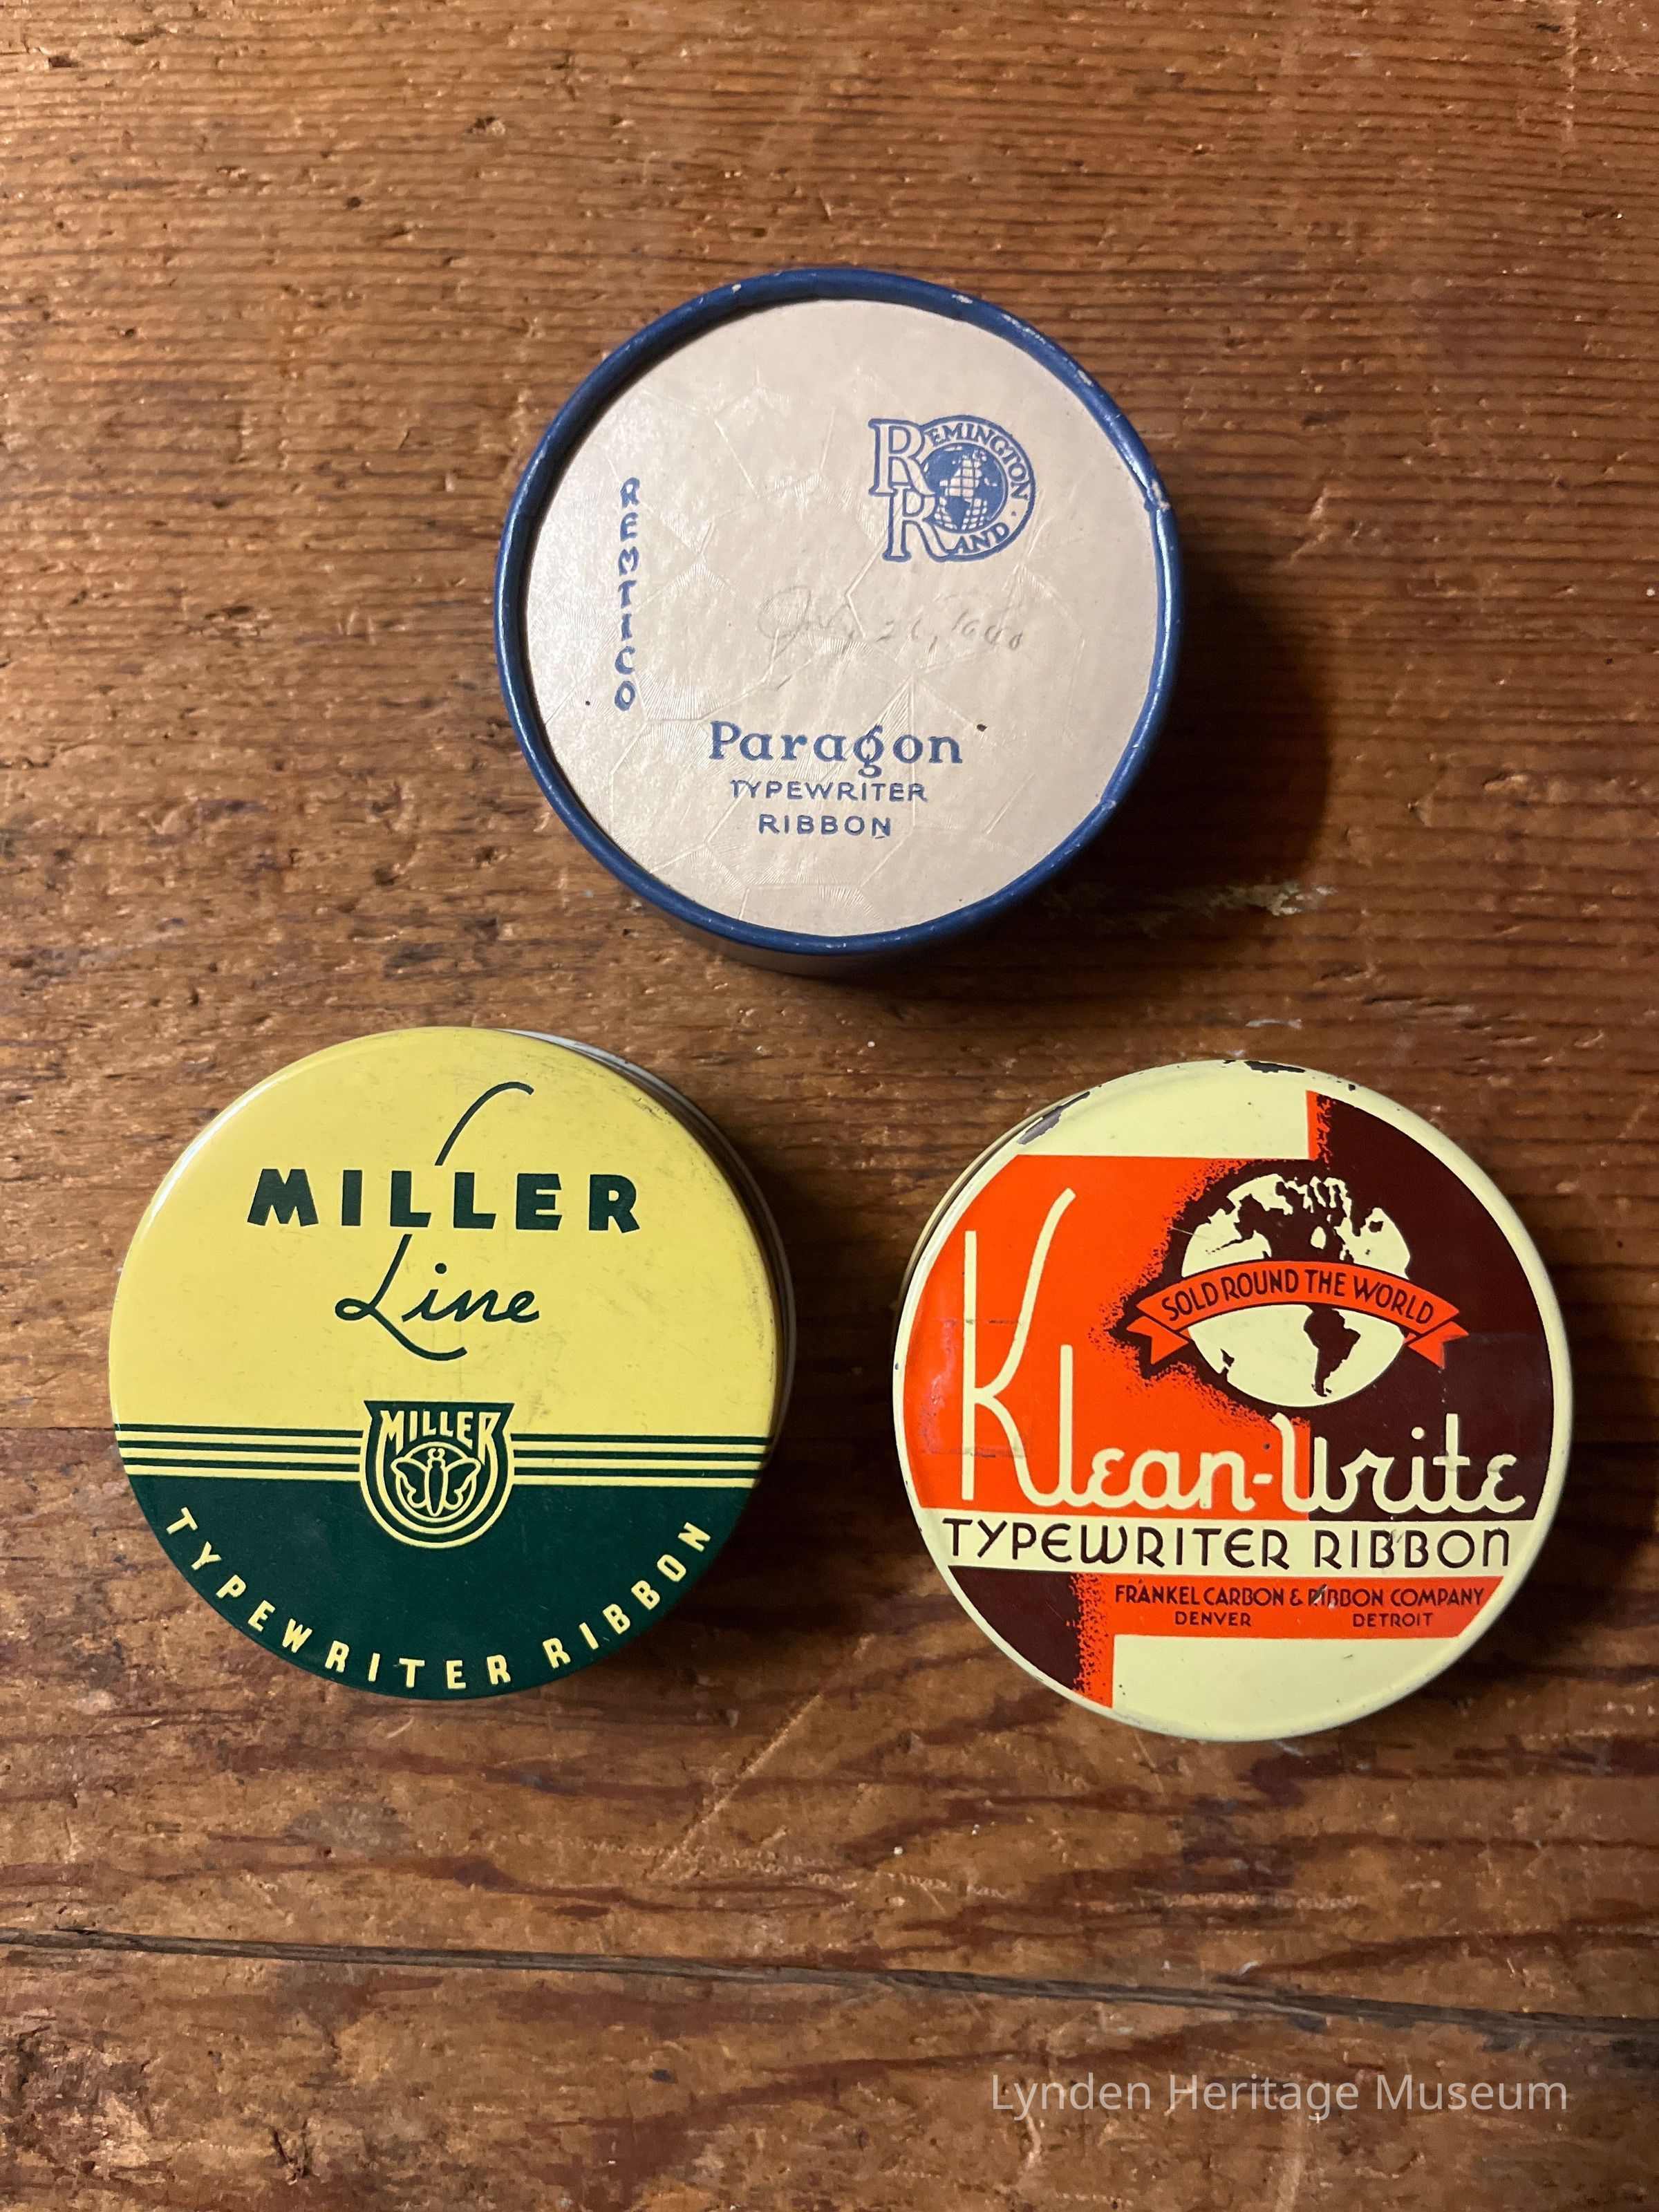 REMINGTON
RAND
REMTICO
Paragon
TYPEWRITER
RIBBON
MILLER
Line
MILLER
TYPEWRITER RIBBON
SOLD ROUND THE WORLD
Klean-Write
TYPEWRITER RIBBON
FRANKEL CARBON & RIBBON COMPANY
DENVER DETROIT
Lynden Heritage Museum